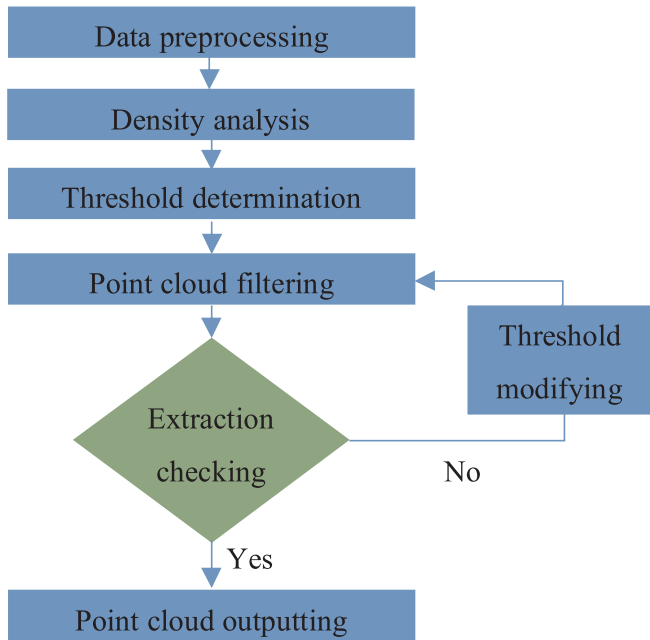 Data preprocessing
Density analysis
Threshold determination
Point cloud filtering
Threshold
modifying
Extraction
checking
No
Yes
Point cloud outputting